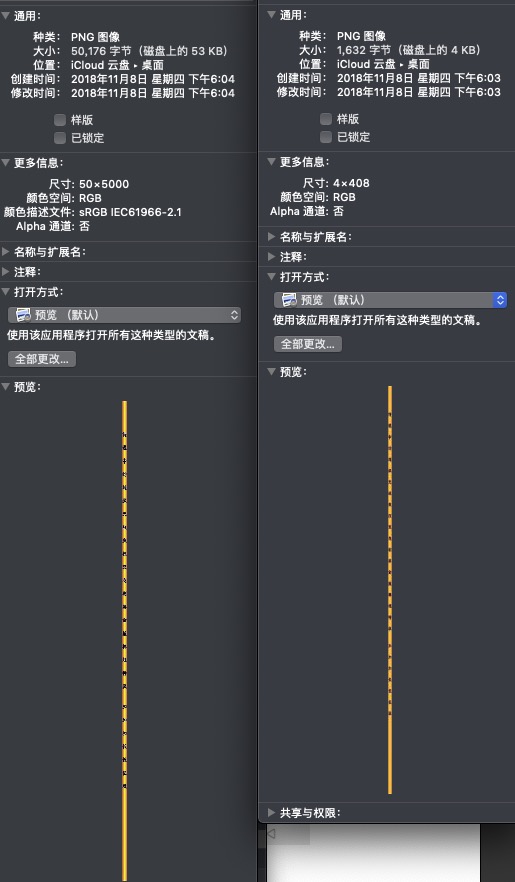 通用：
种类： PNG 图像
大小： 50,176 字节（磁盘上的 53 KB）
位置： iCloud 云盘 ▸ 桌面
创建时间： 2018年11月8日 星期四 下午6:04
修改时间： 2018年11月8日 星期四 下午6:04
样版
已锁定
更多信息：
尺寸： 50×5000
颜色空间： RGB
颜色描述文件： sRGB IEC61966-2.1
Alpha 通道： 否
名称与扩展名：
注释：
打开方式：
预览 （默认）
使用该应用程序打开所有这种类型的文稿。
全部更改...
预览：
通用：
种类： PNG 图像
大小： 1,632 字节（磁盘上的 4 KB）
位置： iCloud 云盘 ▸ 桌面
创建时间： 2018年11月8日 星期四 下午6:03
修改时间： 2018年11月8日 星期四 下午6:03
样版
已锁定
更多信息：
尺寸： 4×408
颜色空间： RGB
Alpha 通道： 否
名称与扩展名：
注释：
打开方式：
预览 （默认）
使用该应用程序打开所有这种类型的文稿。
全部更改...
预览：
共享与权限：